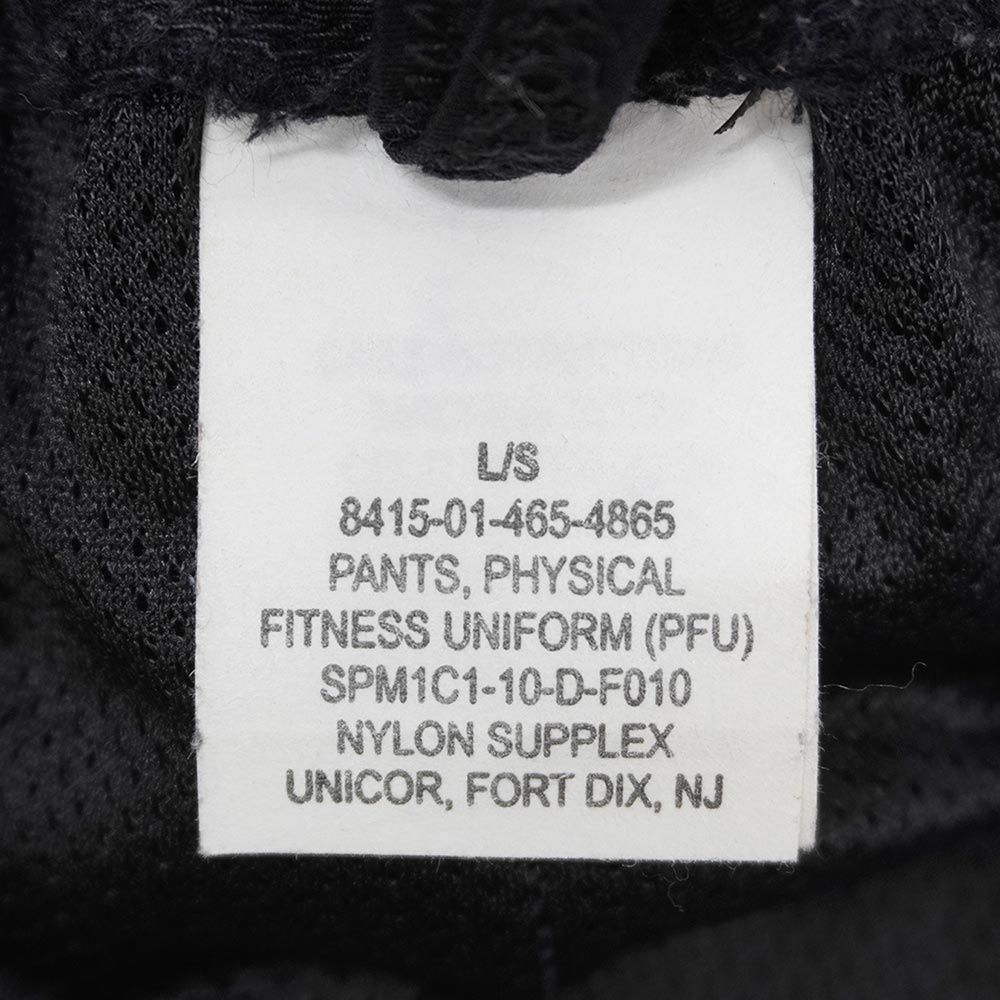 L/S
8415-01-465-4865
PANTS, PHYSICAL
FITNESS UNIFORM (PFU)
SPM1C1-10-D-F010
NYLON SUPPLEX
UNICOR, FORT DIX, NJ